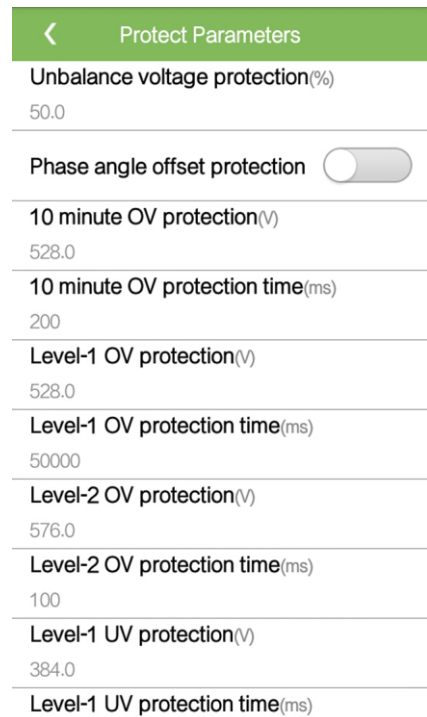 Protect Parameters
Unbalance voltage protection(%)
50.0
Phase angle offset protection
10 minute OV protection(V)
528.0
10 minute OV protection time(ms)
200
Level-1 OV protection(V)
528.0
Level-1 OV protection time(ms)
50000
Level-2 OV protection(V)
576.0
Level-2 OV protection time(ms)
100
Level-1 UV protection(V)
384.0
Level-1 UV protection time(ms)